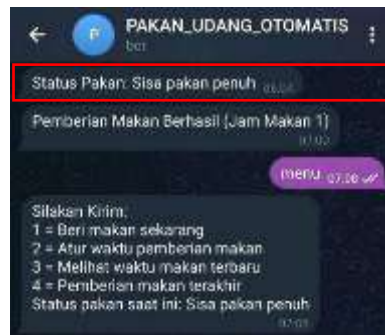 PAKAN_UDANG_OTOMATIS
P
bot
Status Pakan: Sisa pakan penuh
Pemberian Makan Berhasil (Jam Makan 1)
menu 07.08
Silakan Kirim;
1 = Beri makan sekarang
2 = Atur waktu pemberian makan
3 = Melihat waktu makan terbaru
4 = Pemberian makan terakhir
Status pakan saat ini: Sisa pakan penuh